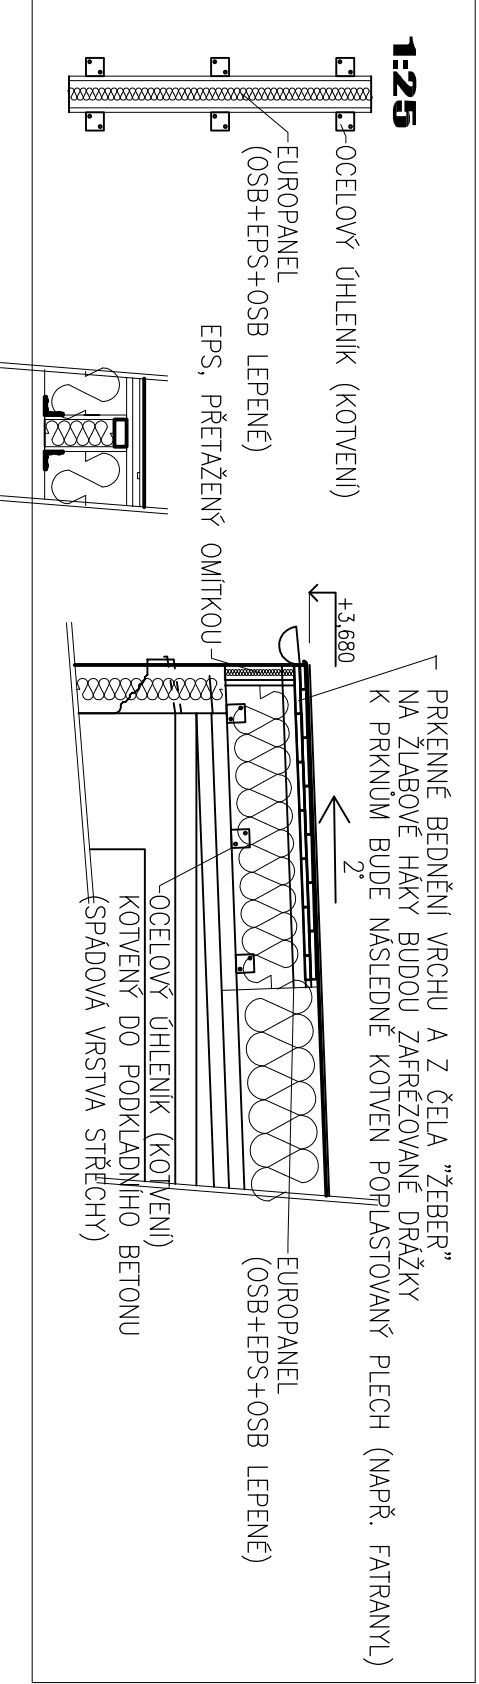 1:25
OCELOVÝ ÚHLENÍK (KOTVENÍ)
EUROPANEL
(OSB+EPS+OSB LEPENÉ)
EPS, PŘETAŽENÝ OMÍTKOU
+3,680
2°
PRKENNÉ BEDNĚNÍ VRCHU A Z ČELA "ŽEBER"
NA ŽLABOVÉ HÁKY BUDOU ZAFRÉZOVANÉ DRÁŽKY
K PRKNŮM BUDE NÁSLEDNĚ KOTVEN POPLASTOVANÝ PLECH (NAPŘ. FATRANYL)
EUROPANEL
(OSB+EPS+OSB LEPENÉ)
OCELOVÝ ÚHLENÍK (KOTVENÍ)
KOTVENÝ DO PODKLADNÍHO BETONU
(SPÁDOVÁ VRSTVA STŘECHY)